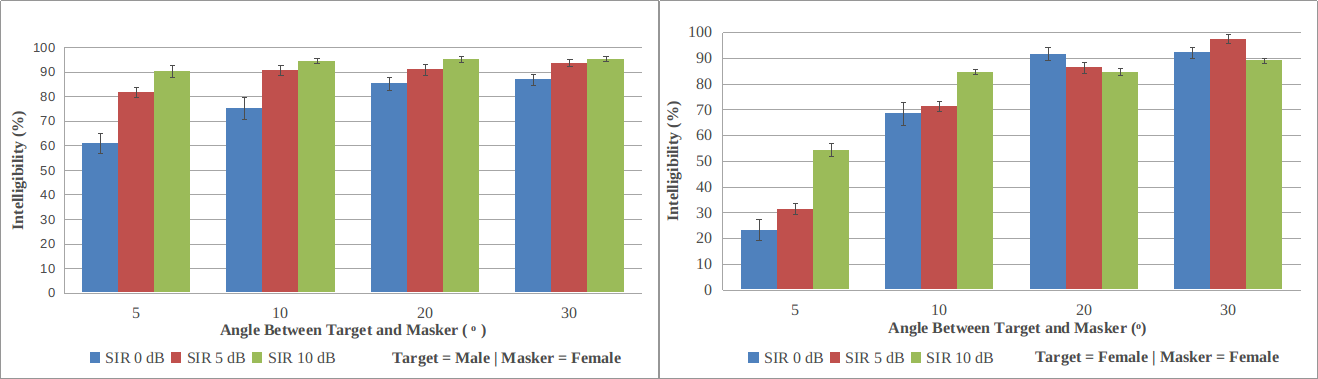 Intelligibility (%)
100
90
80
70
60
50
40
30
20
10
0
5 10 20 30
Angle Between Target and Masker ( º )
SIR 0 dB SIR 5 dB SIR 10 dB Target = Male | Masker = Female
Intelligibility (%)
100
90
80
70
60
50
40
30
20
10
0
5 10 20 30
Angle Between Target and Masker (º)
SIR 0 dB SIR 5 dB SIR 10 dB Target = Female | Masker = Female